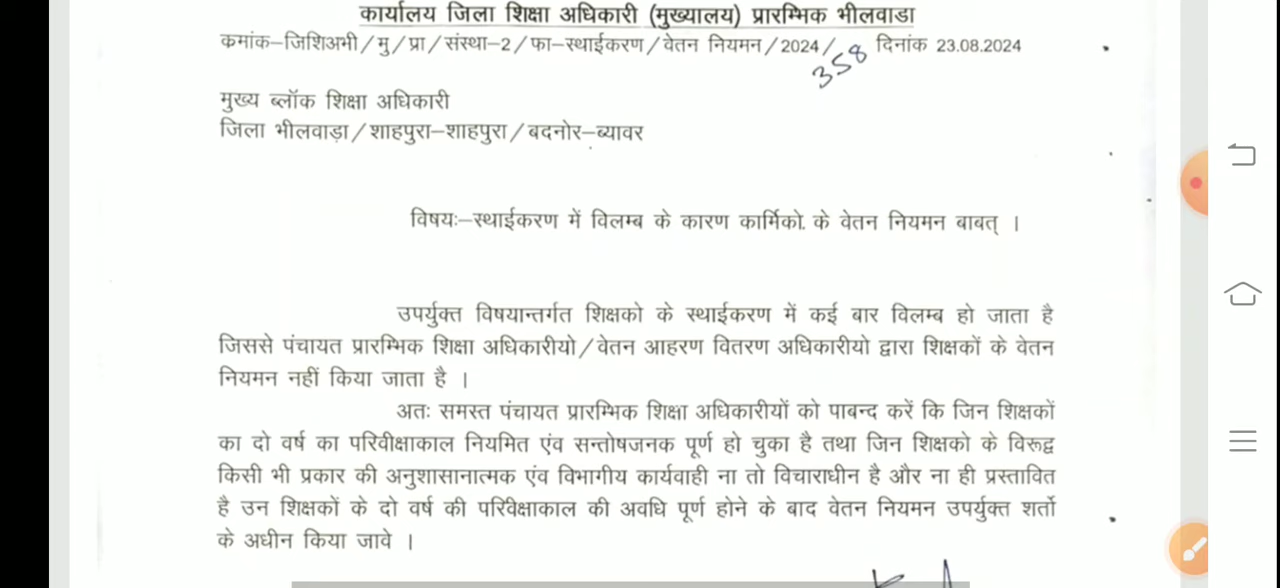 कार्यालय जिला शिक्षा अधिकारी (मुख्यालय) प्रारम्भिक भीलवाडा
कमांक–जिशिअभी/मु/प्रा/संस्था–2/फा–स्थाईकरण/वेतन नियमन/2024/358 दिनांक 23.08.2024
मुख्य ब्लॉक शिक्षा अधिकारी
जिला भीलवाड़ा/शाहपुरा–शाहपुरा/बदनोर–ब्यावर
विषयः–स्थाईकरण में विलम्ब के कारण कार्मिको के वेतन नियमन बाबत् ।
उपर्युक्त विषयान्तर्गत शिक्षको के स्थाईकरण में कई बार विलम्ब हो जाता है
जिससे पंचायत प्रारम्भिक शिक्षा अधिकारीयो/वेतन आहरण वितरण अधिकारीयो द्वारा शिक्षकों के वेतन
नियमन नहीं किया जाता है ।
अतः समस्त पंचायत प्रारम्भिक शिक्षा अधिकारीयों को पाबन्द करें कि जिन शिक्षकों
का दो वर्ष का परिवीक्षाकाल नियमित एंव सन्तोषजनक पूर्ण हो चुका है तथा जिन शिक्षको के विरूद्व
किसी भी प्रकार की अनुशासानात्मक एंव विभागीय कार्यवाही ना तो विचाराधीन है और ना ही प्रस्तावित
है उन शिक्षकों के दो वर्ष की परिवेक्षाकाल की अवधि पूर्ण होने के बाद वेतन नियमन उपर्युक्त शर्तो
के अधीन किया जावे ।